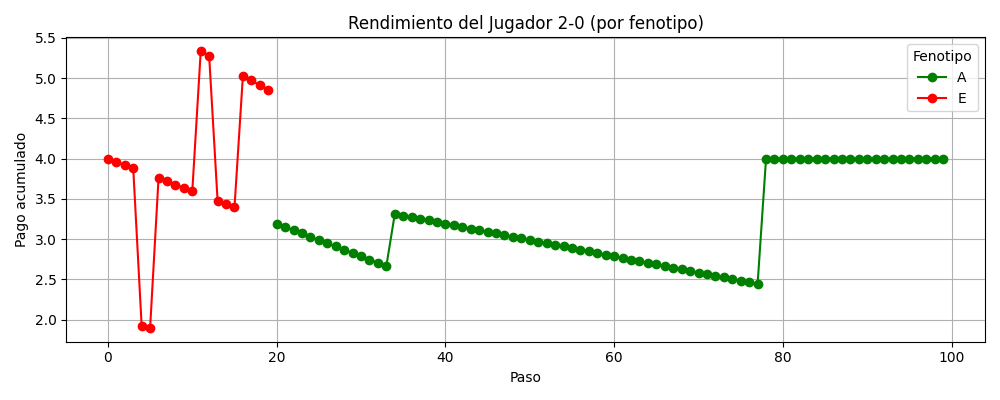 Rendimiento del Jugador 2-0 (por fenotipo)
Pago acumulado
5.5
5.0
4.5
4.0
3.5
3.0
2.5
2.0
Fenotipo
A
E
0 20 40 60 80 100
Paso